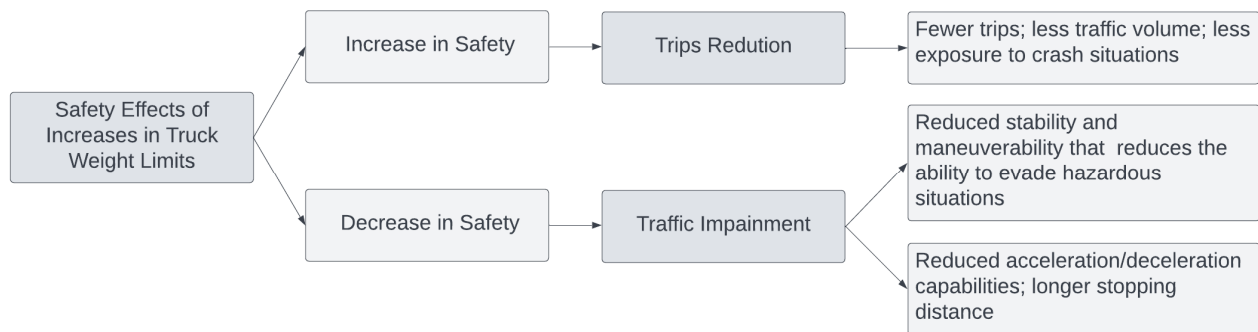 Safety Effects of
Increases in Truck
Weight Limits
Increase in Safety
Trips Redution
Fewer trips; less traffic volume; less
exposure to crash situations
Decrease in Safety
Traffic Impairment
Reduced stability and
maneuverability that  reduces the
ability to evade hazardous
situations
Reduced acceleration/deceleration
capabilities; longer stopping
distance